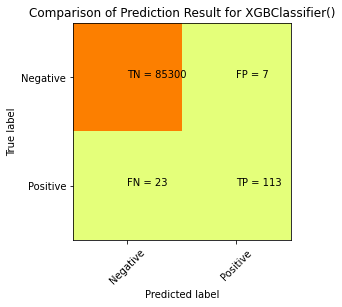 Comparison of Prediction Result for XGBClassifier()
Negative
TN = 85300 FP = 7
True label
Positive
FN = 23 TP = 113
Negative Positive
Predicted label